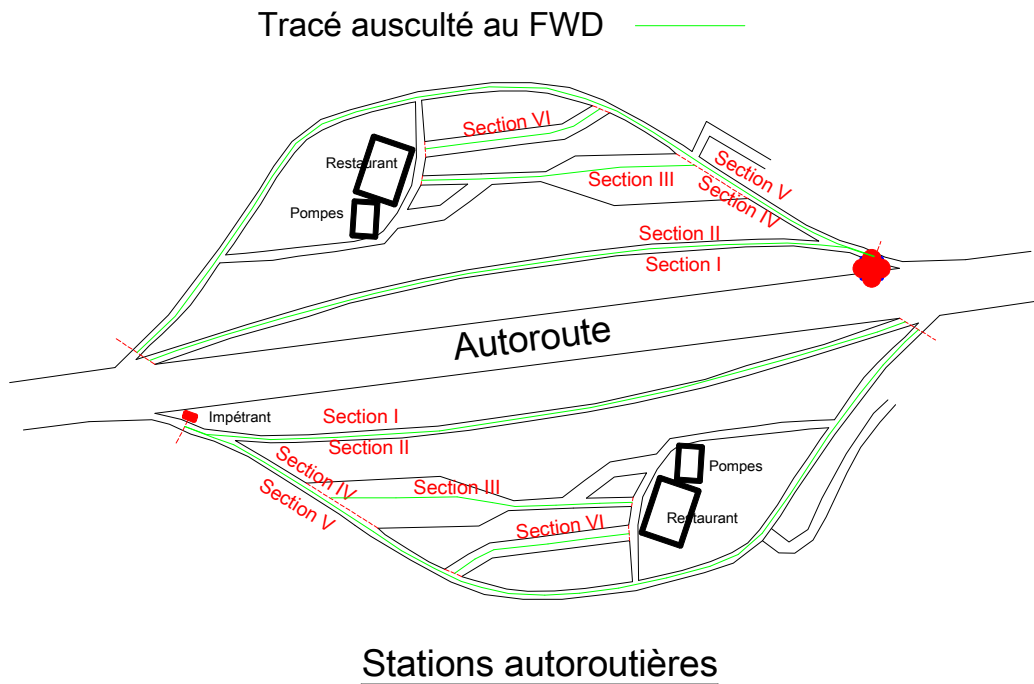 Tracé ausculté au FWD
Section VI
Restaurant
Section III
Section V
Section IV
Pompes
Section II
Section I
Autoroute
Impétrant
Section I
Section II
Section IV
Section V
Section III
Pompes
Section VI
Restaurant
Stations autoroutières